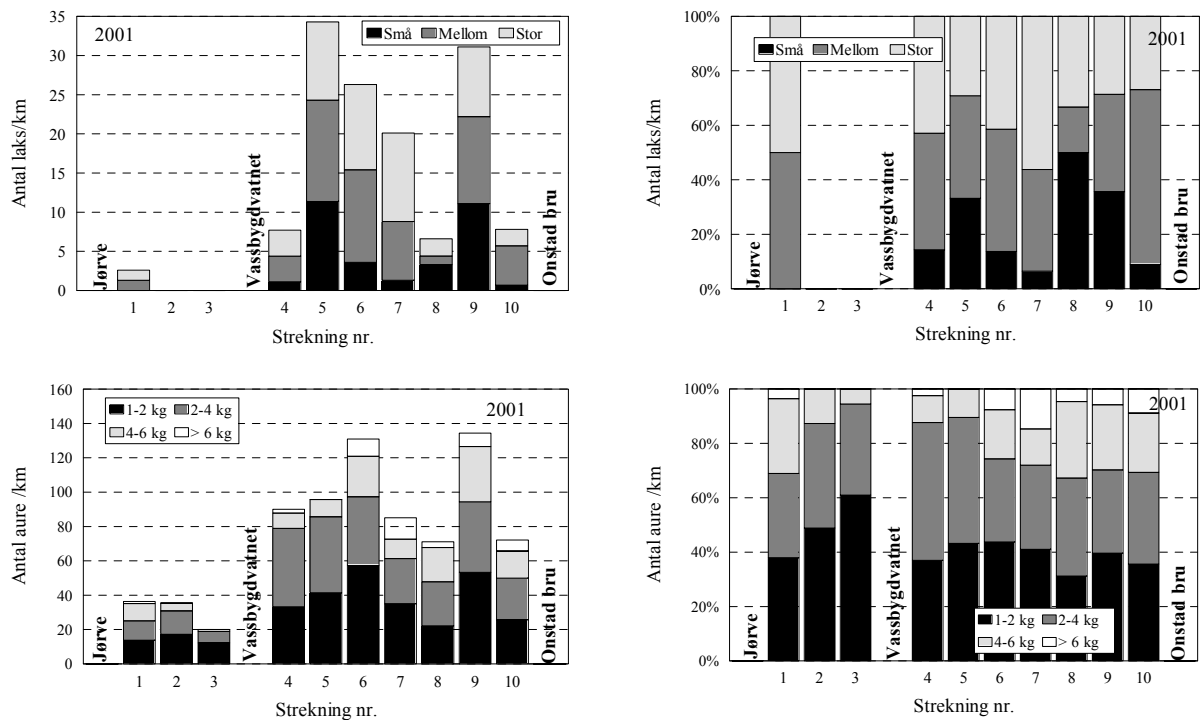 2001
Små Mellom Stor
35
30
25
20
15
10
5
0
Antal laks/km
Jørve
Vassbygdvatnet
Onstad bru
1 2 3 4 5 6 7 8 9 10
Strekning nr.
2001
Små Mellom Stor
100%
80%
60%
40%
20%
0%
Antal laks/km
Jørve
Vassbygdvatnet
Onstad bru
1 2 3 4 5 6 7 8 9 10
Strekning nr.
2001
1-2 kg 2-4 kg
4-6 kg > 6 kg
160
140
120
100
80
60
40
20
0
Antal aure /km
Jørve
Vassbygdvatnet
Onstad bru
1 2 3 4 5 6 7 8 9 10
Strekning nr.
2001
100%
80%
60%
40%
20%
0%
Antal aure/km
Jørve
Vassbygdvatnet
Onstad bru
1-2 kg 2-4 kg
4-6 kg > 6 kg
1 2 3 4 5 6 7 8 9 10
Strekning nr.